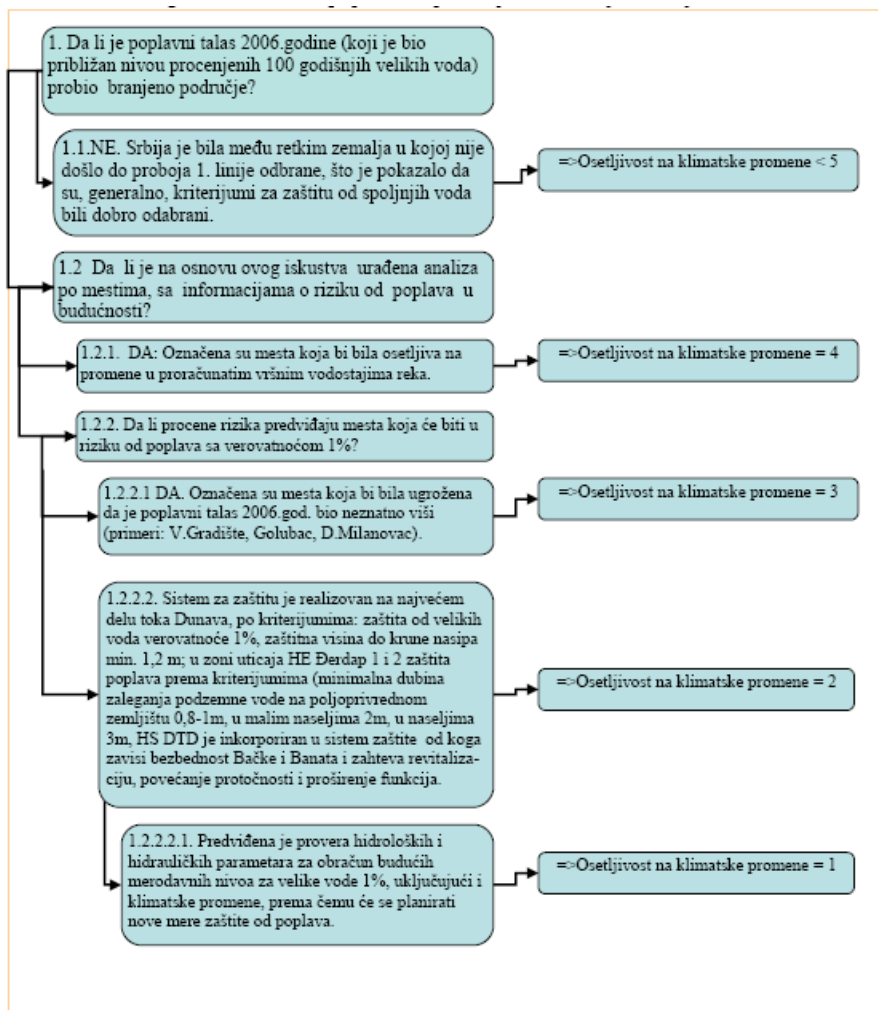 1. Da li je poplavni talas 2006.godine (koji je bio
približan nivou procenjenih 100 godišnjih velikih voda)
probio branjeno područje?
1.1.NE. Srbija je bila među retkim zemalja u kojoj nije
došlo do proboja 1. linije odbrane, što je pokazalo da
su, generalno, kriterijumi za zaštitu od spoljnjih voda
bili dobro odabrani.
=>Osetljivost na klimatske promene < 5
1.2 Da li je na osnovu ovog iskustva urađena analiza
po mestima, sa informacijama o riziku od poplava u
budućnosti?
1.2.1. DA: Označena su mesta koja bi bila osetljiva na
promene u proračunatim vršnim vodostajima reka.
=>Osetljivost na klimatske promene = 4
1.2.2. Da li procene rizika predviđaju mesta koja će biti u
riziku od poplava sa verovatnoćom 1%?
1.2.2.1 DA. Označena su mesta koja bi bila ugrožena
da je poplavni talas 2006.god. bio neznatno viši
(primeri: V.Gradište, Golubac, D.Milanovac).
=>Osetljivost na klimatske promene = 3
1.2.2.2. Sistem za zaštitu je realizovan na najvećem
delu toka Dunava, po kriterijumima: zaštita od velikih
voda verovatnoće 1%, zaštitna visina do krune nasipa
min. 1,2 m; u zoni uticaja HE Đerdap 1 i 2 zaštita
poplava prema kriterijumima (minimalna dubina
zaleganja podzemne vode na poljoprivrednom
zemljištu 0,8-1m, u malim naseljima 2m, u naseljima
3m, HS DTD je inkorporiran u sistem zaštite od koga
zavisi bezbednost Bačke i Banata i zahteva revitaliza-
ciju, povećanje protočnosti i proširenje funkcija.
=>Osetljivost na klimatske promene = 2
1.2.2.2.1. Predviđena je provera hidroloških i
hidrauličkih parametara za obračun budućih
merodavnih nivoa za velike vode 1%, uključujući i
klimatske promene, prema čemu će se planirati
nove mere zaštite od poplava.
=>Osetljivost na klimatske promene = 1